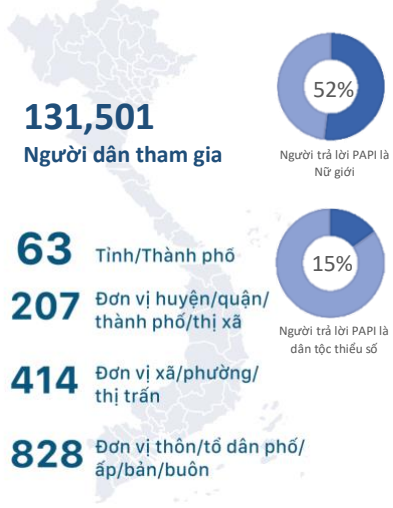 131,501
Người dân tham gia
52%
Người trả lời PAPI là
Nữ giới
63 Tỉnh/Thành phố
207 Đơn vị huyện/quận/
thành phố/thị xã
15%
Người trả lời PAPI là
dân tộc thiểu số
414 Đơn vị xã/phường/
thị trấn
828 Đơn vị thôn/tổ dân phố/
ấp/bản/buôn